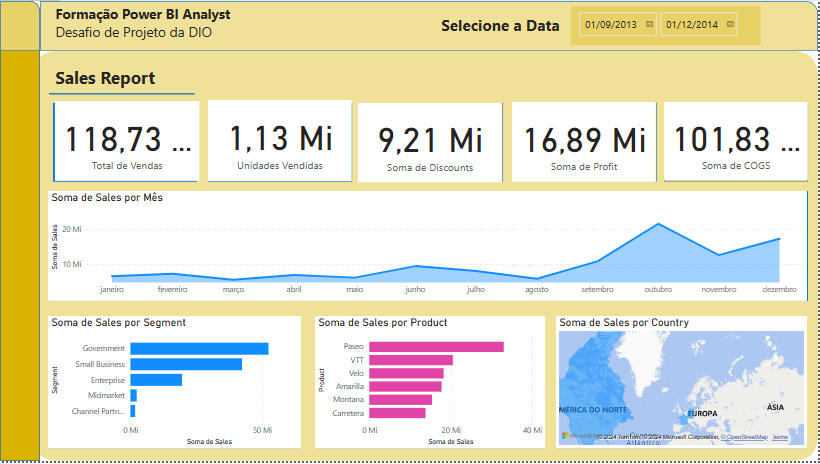 Formação Power BI Analyst
Desafio de Projeto da DIO
Selecione a Data
01/09/2013
01/12/2014
Sales Report
118,73 ...
Total de Vendas
1,13 Mi
Unidades Vendidas
9,21 Mi
Soma de Discounts
16,89 Mi
Soma de Profit
101,83 ...
Soma de COGS
Soma de Sales por Mês
Soma de Sales
20 Mi
10 Mi
janeiro fevereiro março abril maio junho julho agosto setembro outubro novembro dezembro
Soma de Sales por Segment
Segment
Government
Small Business
Enterprise
Midmarket
Channel Partn...
0 Mi 50 Mi
Soma de Sales
Soma de Sales por Product
Product
Paseo
VTT
Velo
Amarilla
Montana
Carretera
0 Mi 20 Mi 40 Mi
Soma de Sales
Soma de Sales por Country
MÉRICA DO NORTE
EUROPA
ÁSIA
Atlântico
© 2024 TomTom, © 2024 Microsoft Corporation, © OpenStreetMap Terms